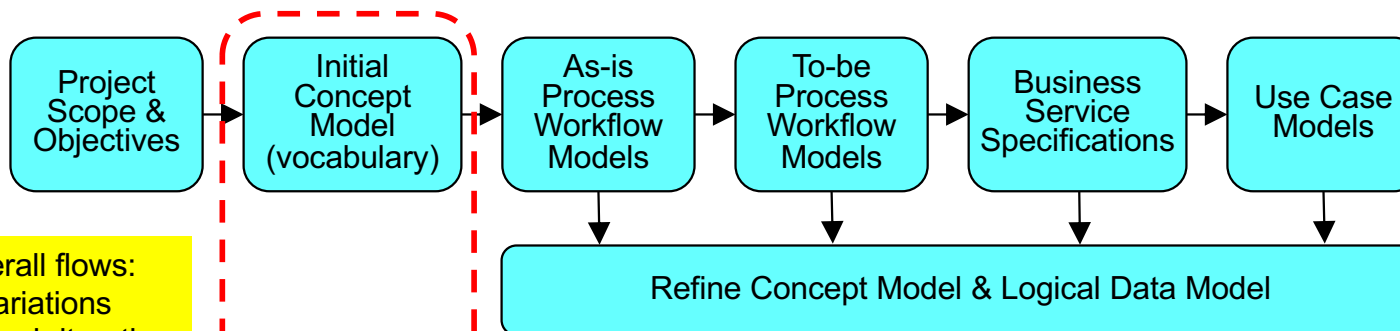 Project
Scope &
Objectives
Initial
Concept
Model
(vocabulary)
As-is
Process
Workflow
Models
To-be
Process
Workflow
Models
Business
Service
Specifications
Use Case
Models
erall flows:
ariations
Refine Concept Model & Logical Data Model